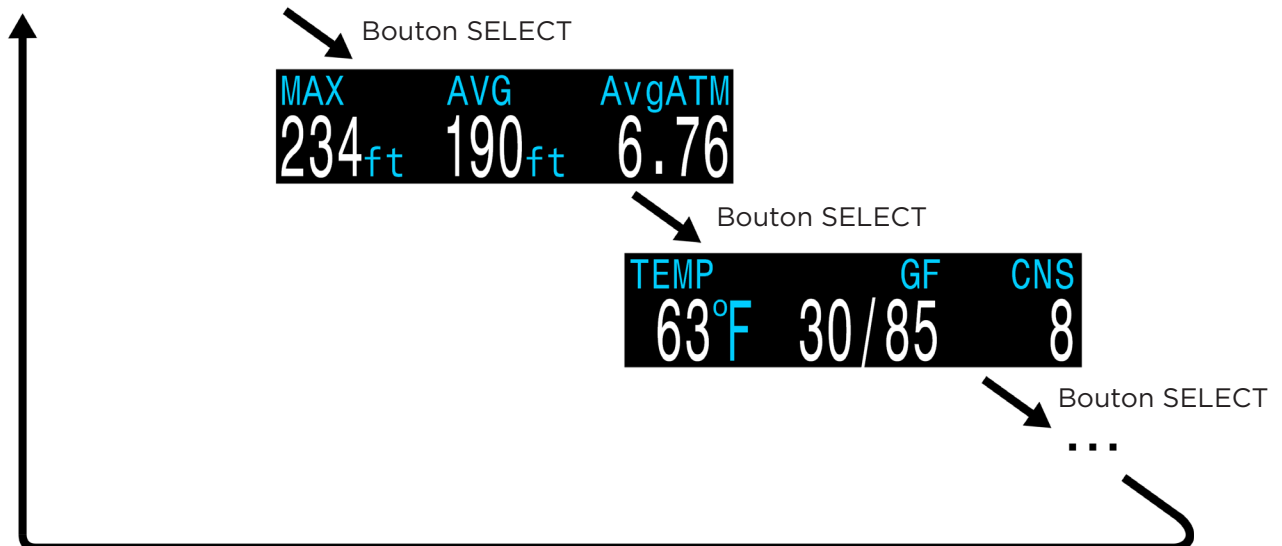 Bouton SELECT
MAX AVG AvgATM
234ft 190ft 6.76
Bouton SELECT
TEMP GF CNS
63°F 30/85 8
Bouton SELECT
...